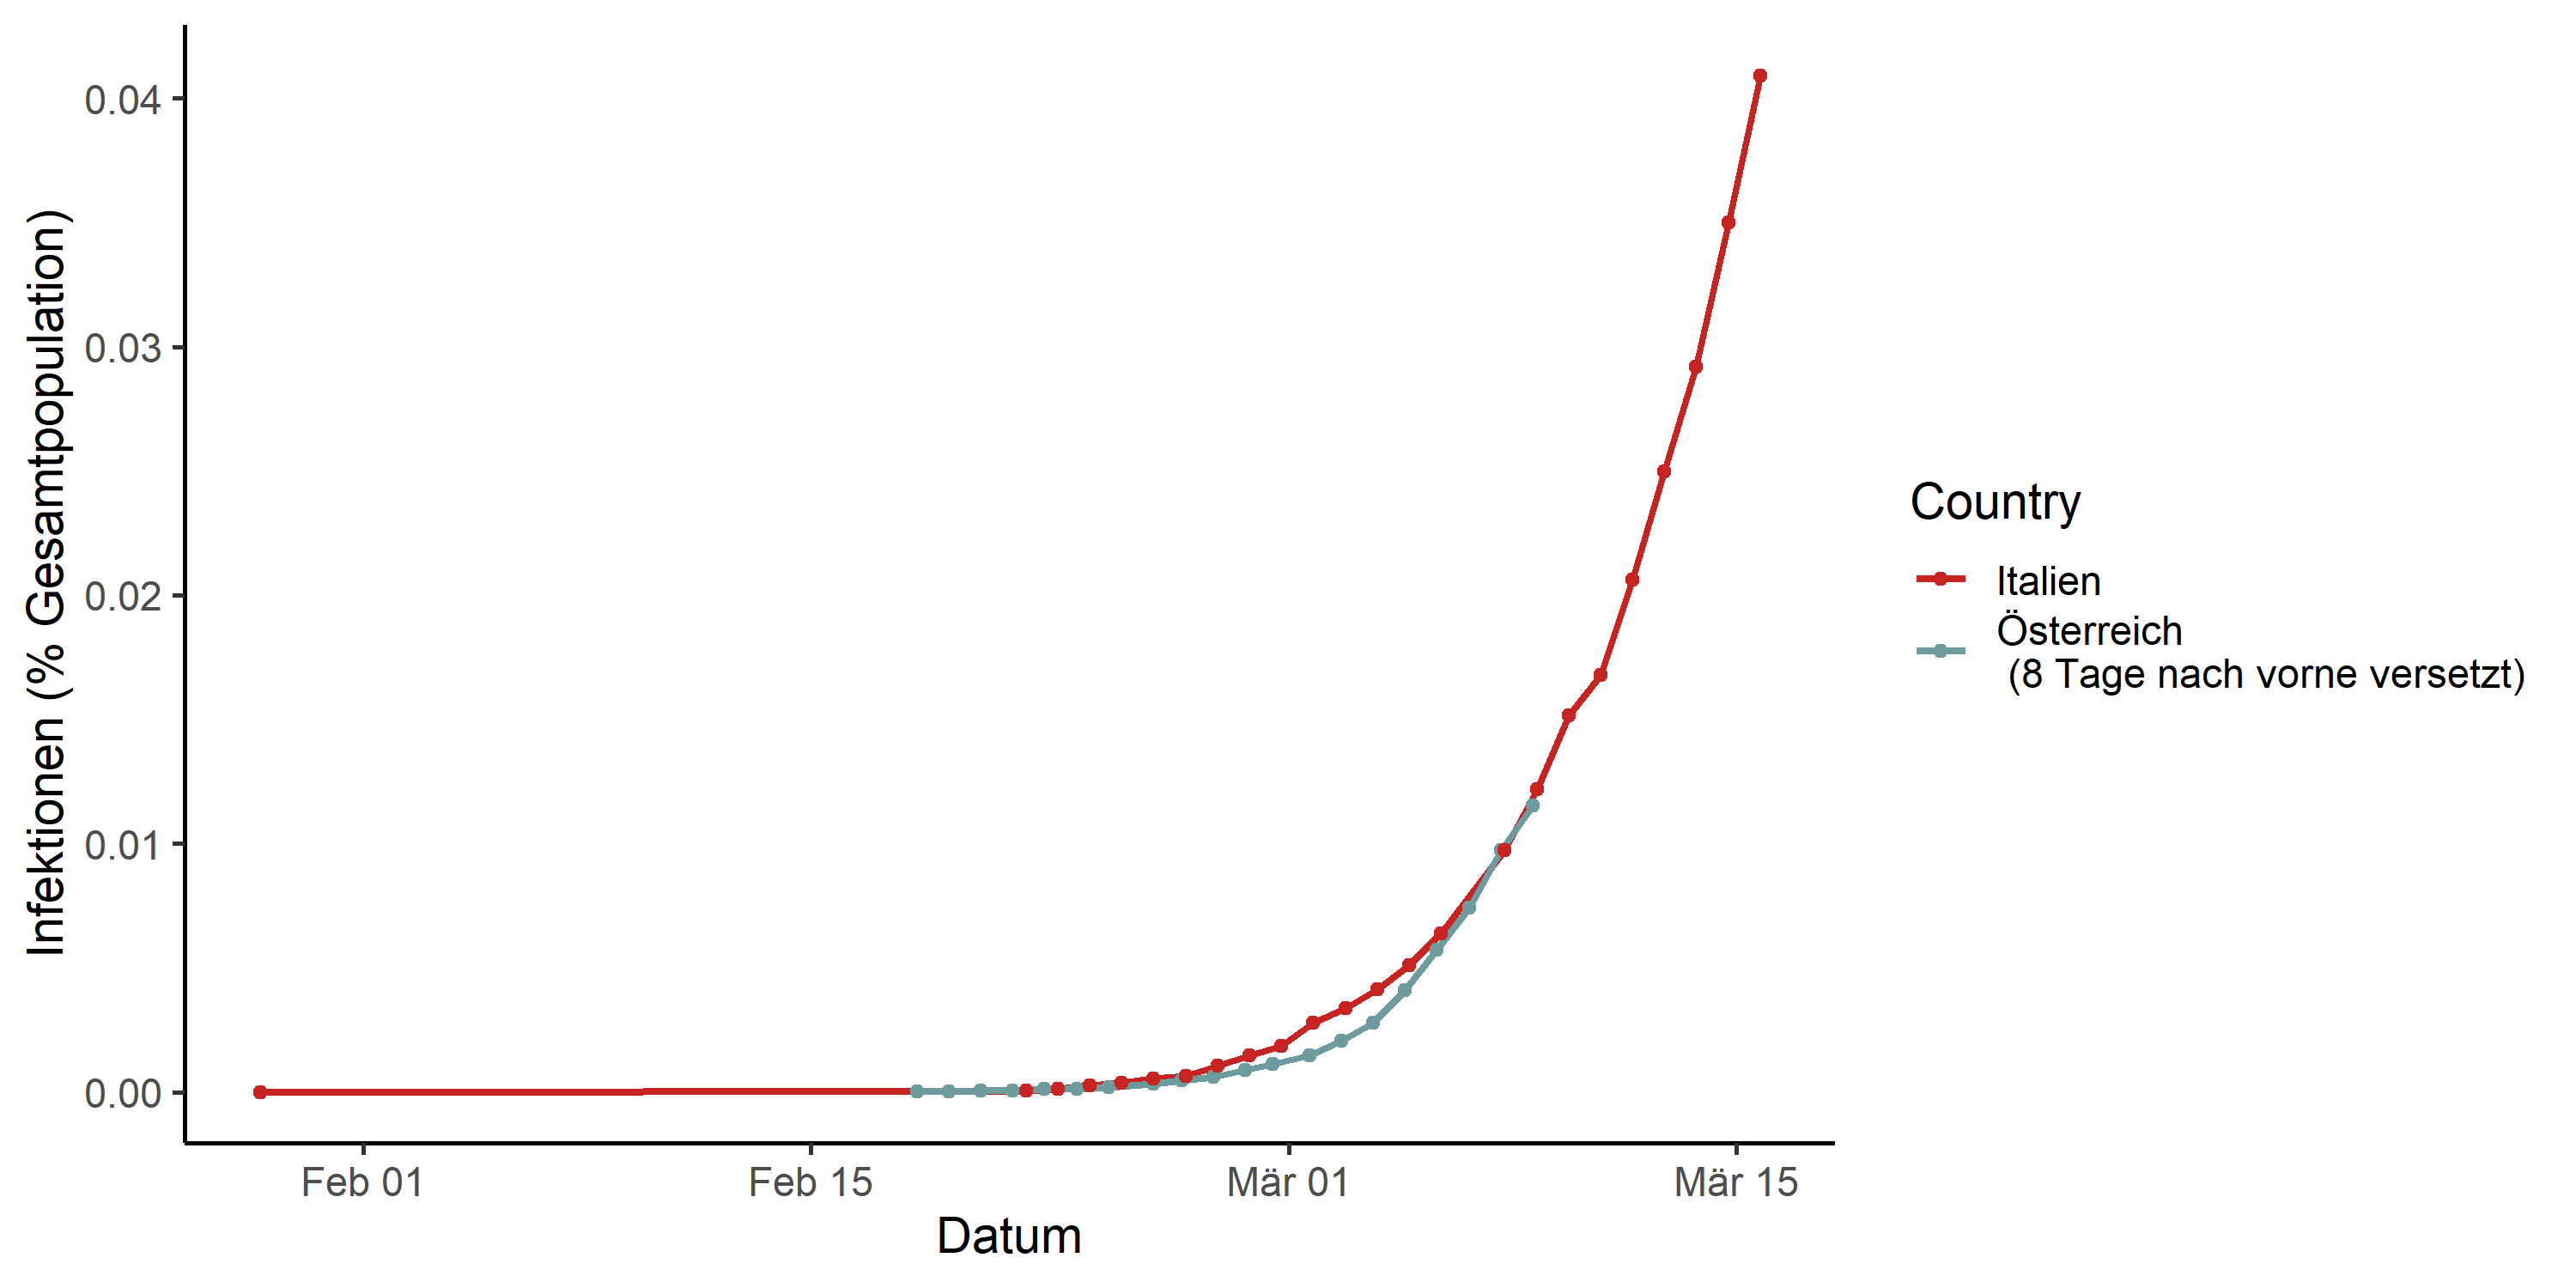 Infektionen (% Gesamtpopulation)
0.04
0.03
0.02
0.01
0.00
Feb 01
Feb 15
Mär 01
Mär 15
Datum
Country
Italien
Österreich
(8 Tage nach vorne versetzt)